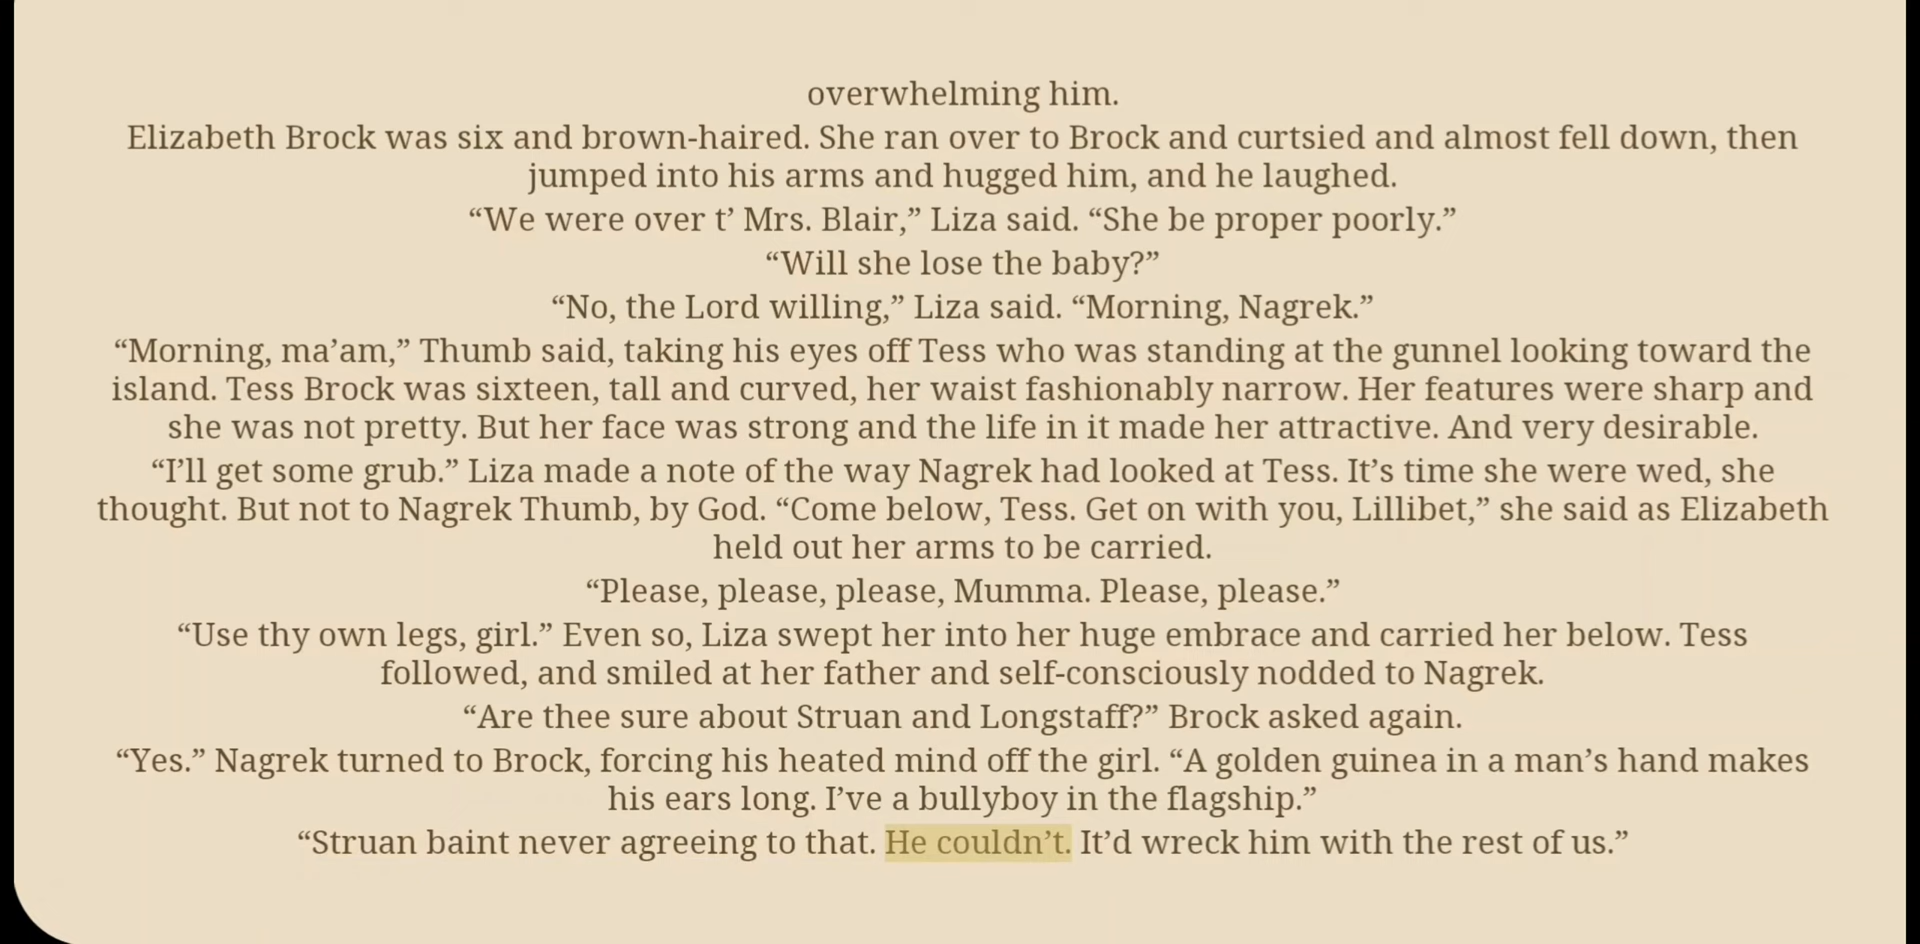 overwhelming him.
Elizabeth Brock was six and brown-haired. She ran over to Brock and curtsied and almost fell down, then
jumped into his arms and hugged him, and he laughed.
“We were over t’ Mrs. Blair,” Liza said. “She be proper poorly.”
“Will she lose the baby?”
“No, the Lord willing,” Liza said. “Morning, Nagrek.”
“Morning, ma’am,” Thumb said, taking his eyes off Tess who was standing at the gunnel looking toward the
island. Tess Brock was sixteen, tall and curved, her waist fashionably narrow. Her features were sharp and
she was not pretty. But her face was strong and the life in it made her attractive. And very desirable.
“I’ll get some grub.” Liza made a note of the way Nagrek had looked at Tess. It’s time she were wed, she
thought. But not to Nagrek Thumb, by God. “Come below, Tess. Get on with you, Lillibet,” she said as Elizabeth
held out her arms to be carried.
“Please, please, please, Mumma. Please, please.”
“Use thy own legs, girl.” Even so, Liza swept her into her huge embrace and carried her below. Tess
followed, and smiled at her father and self-consciously nodded to Nagrek.
“Are thee sure about Struan and Longstaff?” Brock asked again.
“Yes.” Nagrek turned to Brock, forcing his heated mind off the girl. “A golden guinea in a man’s hand makes
his ears long. I’ve a bullyboy in the flagship.”
“Struan baint never agreeing to that. He couldn’t. It’d wreck him with the rest of us.”